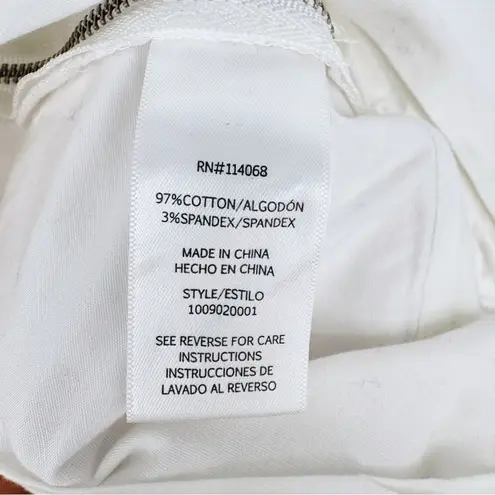 RN#114068
97%COTTON/ALGODÓN
3%SPANDEX/SPANDEX
MADE IN CHINA
HECHO EN CHINA
STYLE/ESTILO
1009020001
SEE REVERSE FOR CARE
INSTRUCTIONS
INSTRUCCIONES DE
LAVADO AL REVERSO